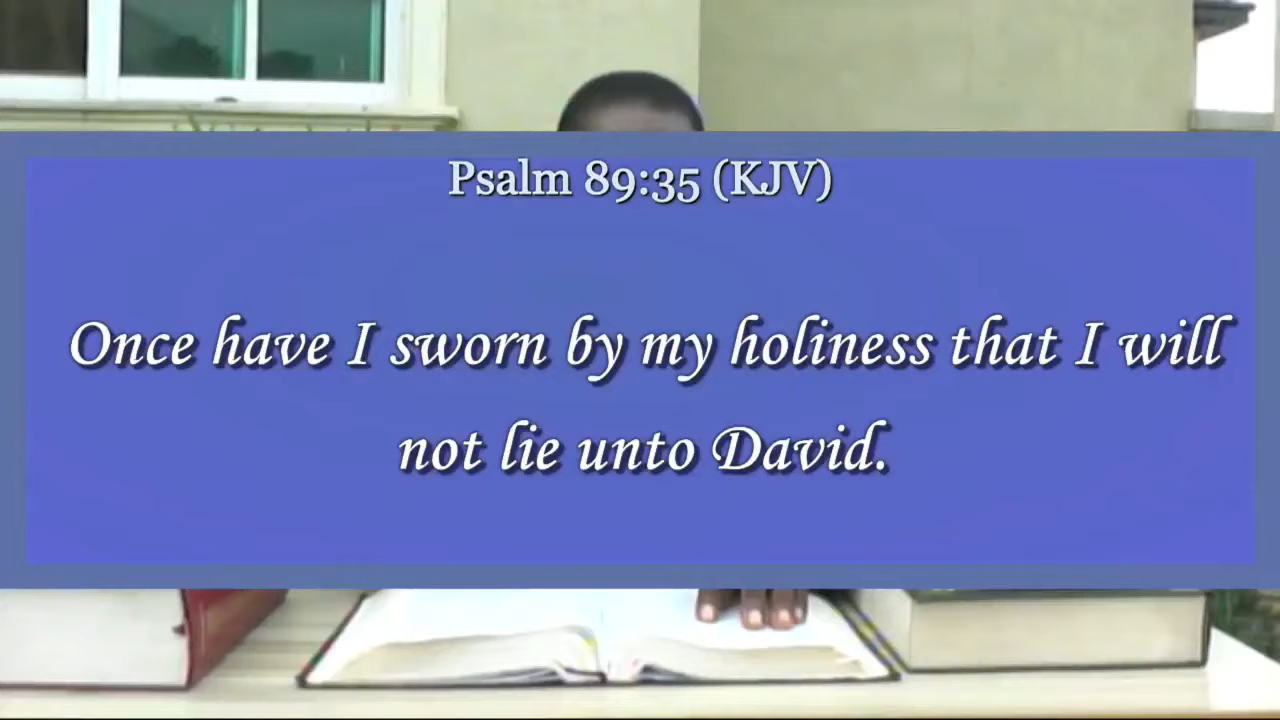 Psalm 89:35 (KJV)
Once have I sworn by my holiness that I will
not lie unto David.